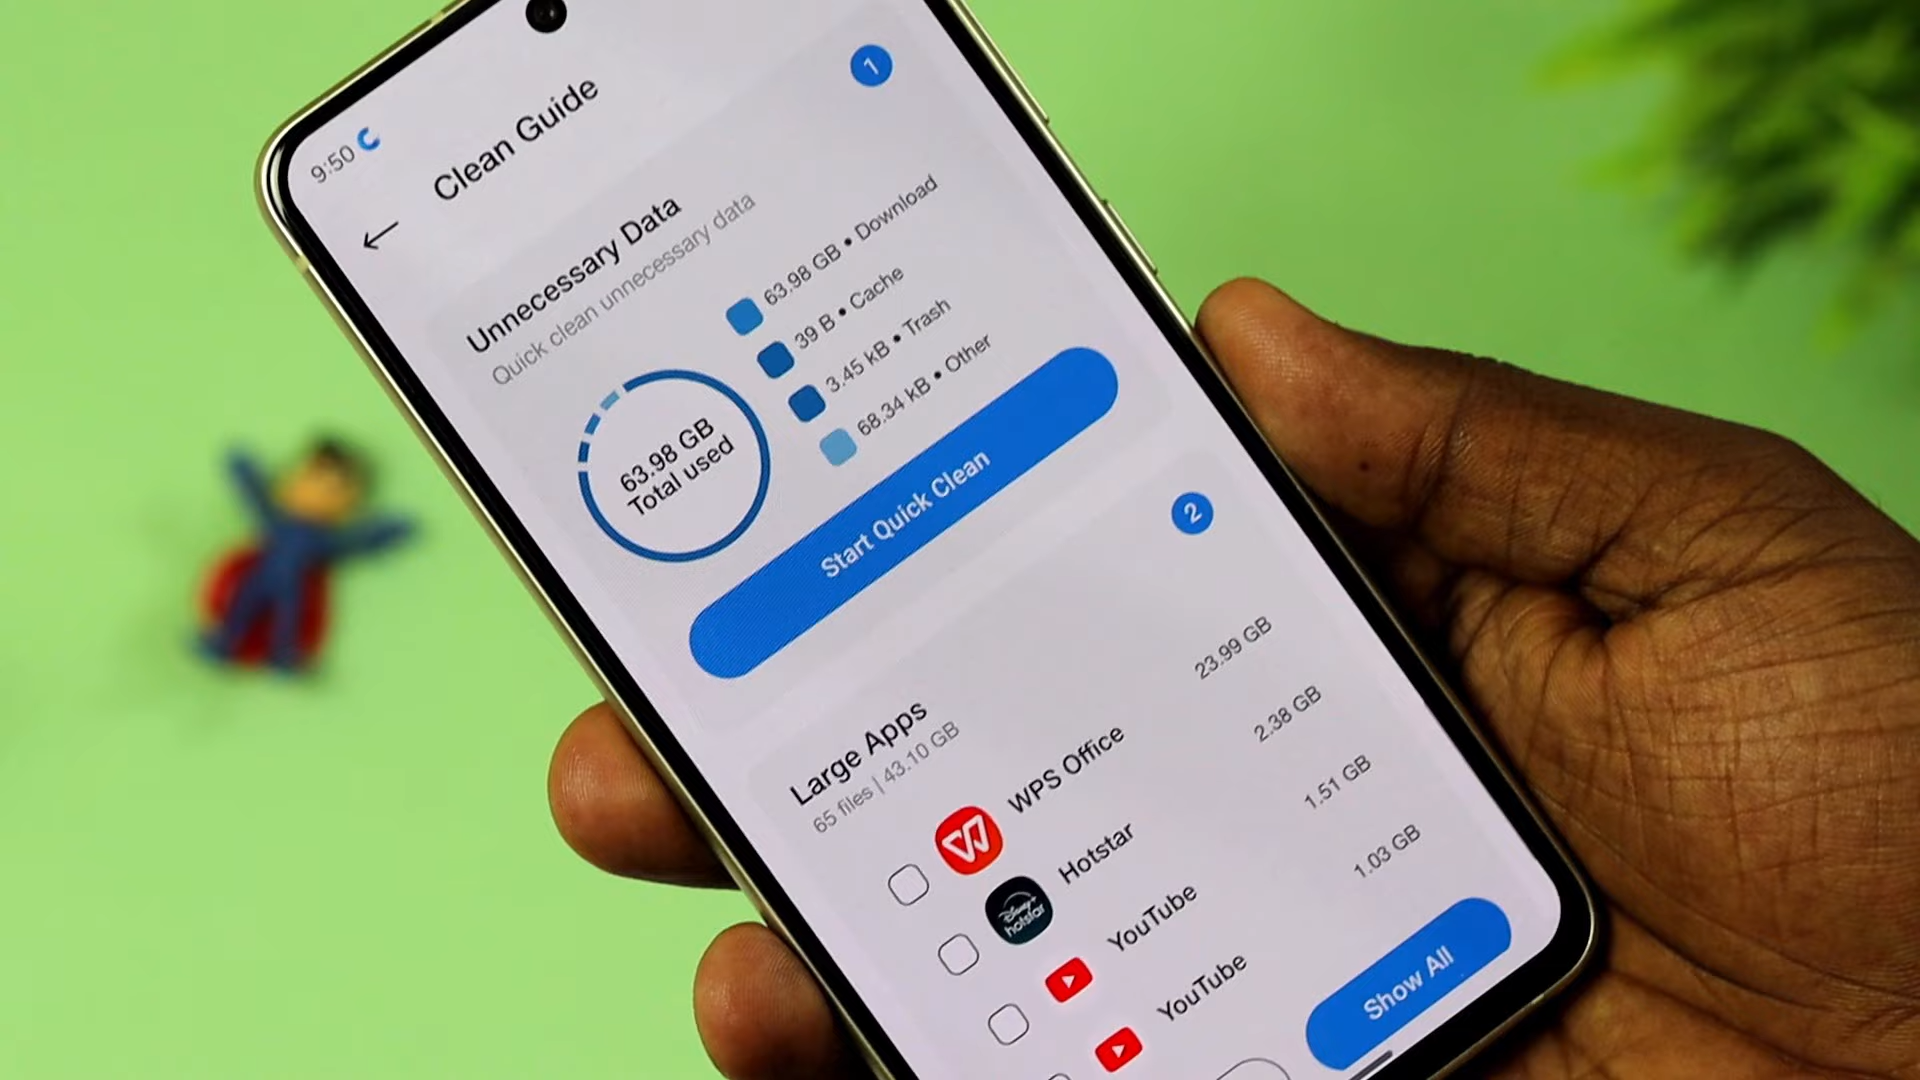 9:50
Clean Guide
1
Unnecessary Data
Quick clean unnecessary data
63.98 GB • Download
39 B • Cache
3.45 kB • Trash
68.34 kB • Other
63.98 GB
Total used
Start Quick Clean
2
Large Apps
65 files | 43.10 GB
WPS Office 23.99 GB
Disney+
hotstar
Hotstar 2.38 GB
YouTube 1.51 GB
YouTube 1.03 GB
Show All